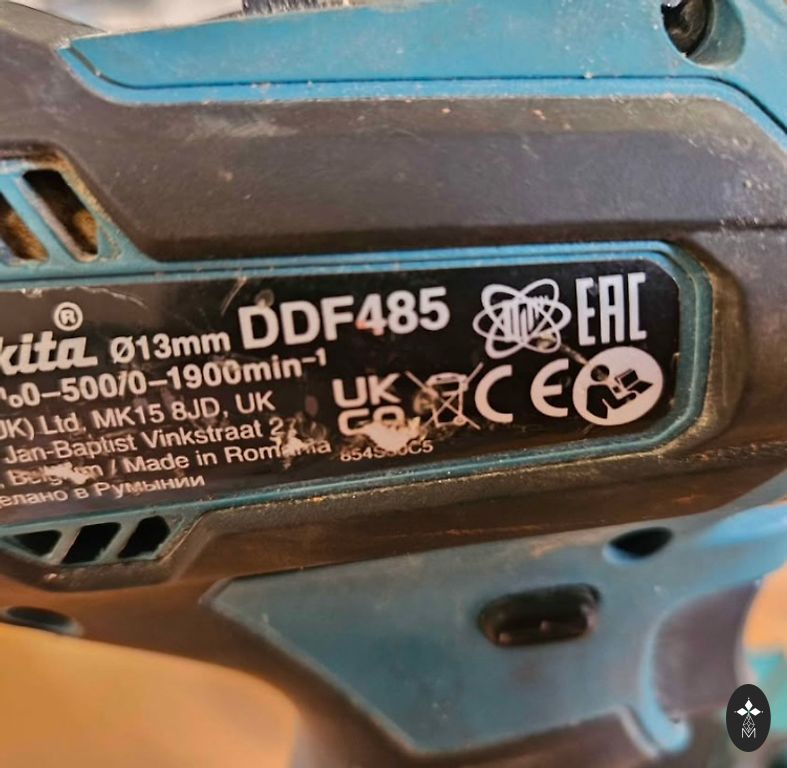 kita ® Ø13mm DDF485 EAC
0-500/0-1900min⁻¹
UK) Ltd, MK15 8JD, UK UK CE
Jan-Baptist Vinkstraat 2
Made in Romania
елано в Румынии
M